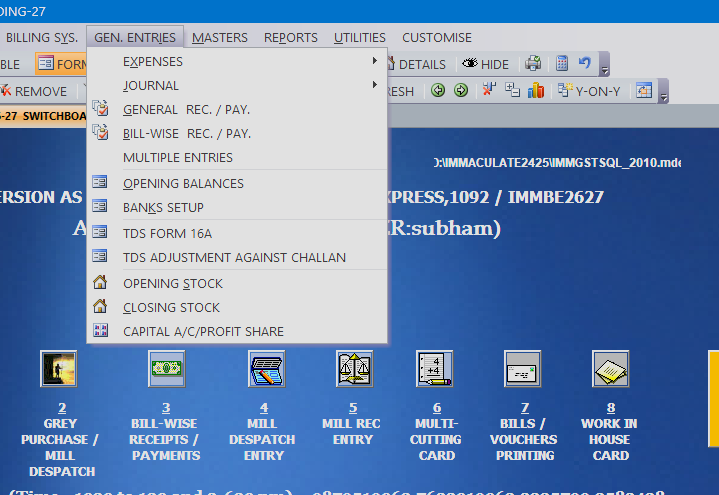 DING-27
BILLING SYS. GEN. ENTRIES MASTERS REPORTS UTILITIES CUSTOMISE
BLE FORM DETAILS HIDE
REMOVE RESH Y-ON-Y
-27 SWITCHBOA
EXPENSES
JOURNAL
GENERAL REC. / PAY.
BILL-WISE REC. / PAY.
MULTIPLE ENTRIES
OPENING BALANCES
BANKS SETUP
TDS FORM 16A
TDS ADJUSTMENT AGAINST CHALLAN
OPENING STOCK
CLOSING STOCK
CAPITAL A/C/PROFIT SHARE
:\IMMACULATE2425\IMMGSTSQL_2010.mde
ERSION AS PRESS,1092 / IMMBE2627
A ER:subham)
2
GREY
PURCHASE /
MILL
DESPATCH
3
BILL-WISE
RECEIPTS /
PAYMENTS
4
MILL
DESPATCH
ENTRY
5
MILL REC
ENTRY
6
MULTI-
CUTTING
CARD
7
BILLS /
VOUCHERS
PRINTING
8
WORK IN
HOUSE
CARD